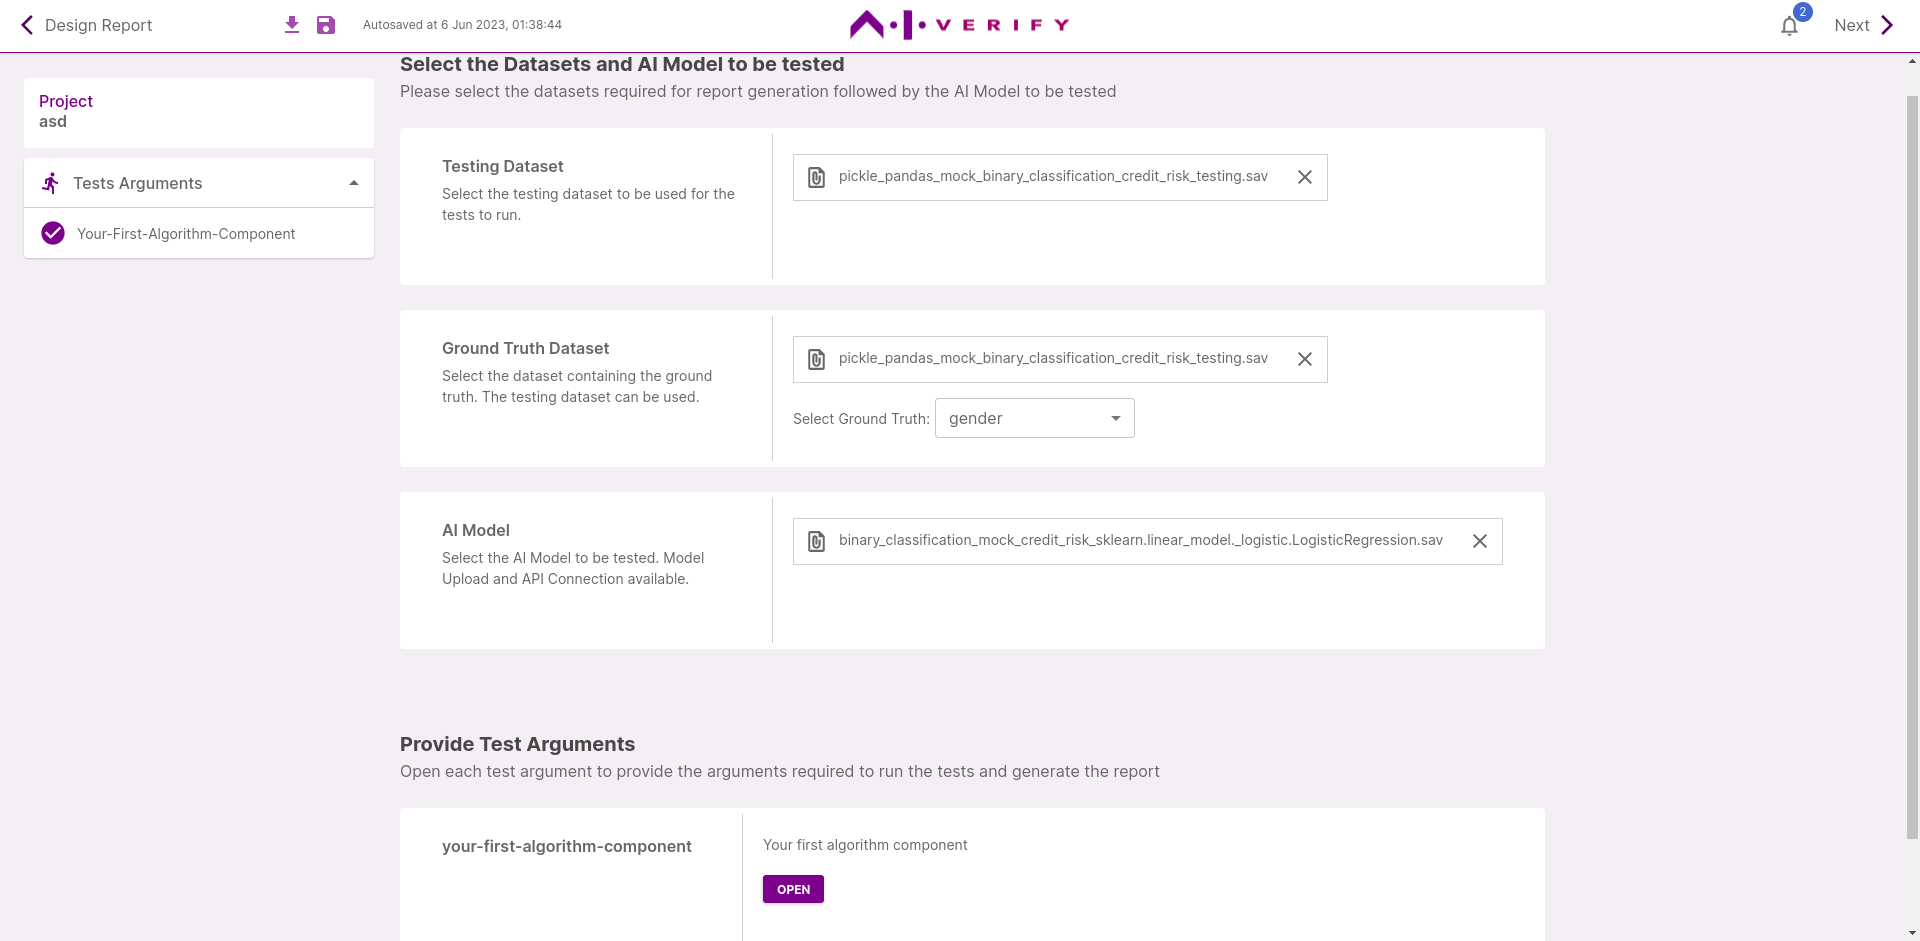 Design Report
Autosaved at 6 Jun 2023, 01:38:44
AI VERIFY
2
Next
Project
asd
Tests Arguments
Your-First-Algorithm-Component
Select the Datasets and AI Model to be tested
Please select the datasets required for report generation followed by the AI Model to be tested
Testing Dataset
Select the testing dataset to be used for the
tests to run.
pickle_pandas_mock_binary_classification_credit_risk_testing.sav
Ground Truth Dataset
Select the dataset containing the ground
truth. The testing dataset can be used.
pickle_pandas_mock_binary_classification_credit_risk_testing.sav
Select Ground Truth: gender
AI Model
Select the AI Model to be tested. Model
Upload and API Connection available.
binary_classification_mock_credit_risk_sklearn.linear_model._logistic.LogisticRegression.sav
Provide Test Arguments
Open each test argument to provide the arguments required to run the tests and generate the report
your-first-algorithm-component
Your first algorithm component
OPEN